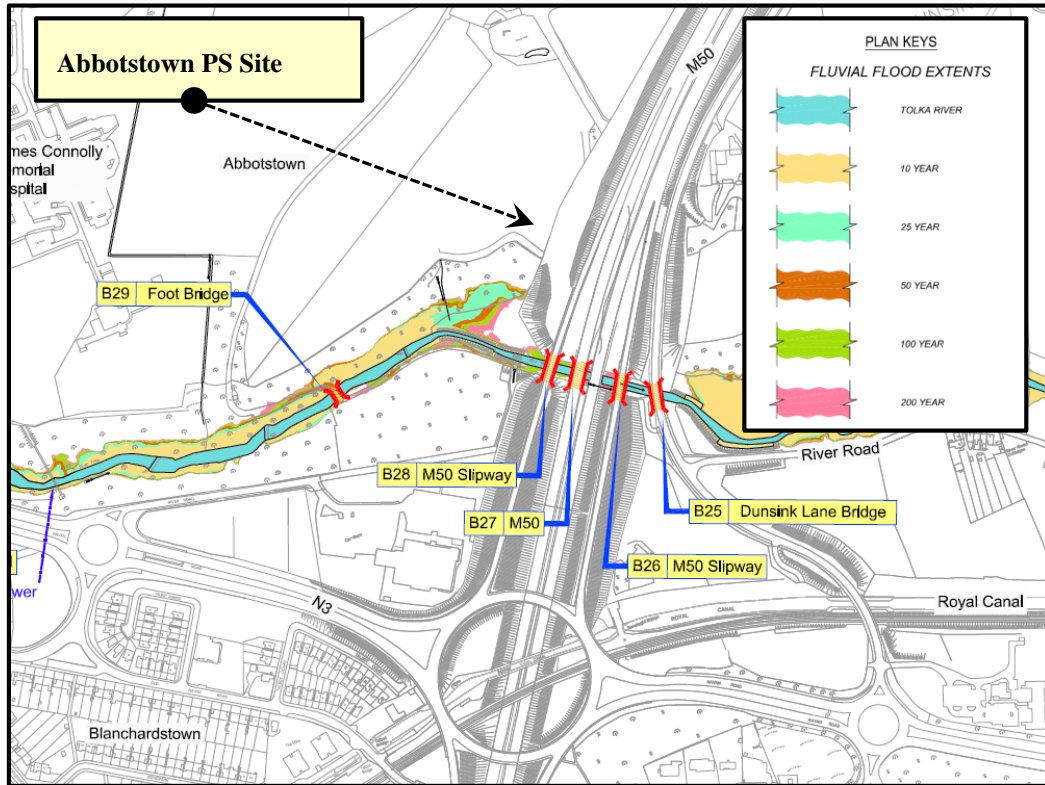 Abbotstown PS Site
M50
PLAN KEYS
FLUVIAL FLOOD EXTENTS
TOLKA RIVER
10 YEAR
25 YEAR
50 YEAR
100 YEAR
200 YEAR
mes Connolly
morial
spital
Abbotstown
B29 Foot Bridge
B28 M50 Slipway
B27 M50
B25 Dunsink Lane Bridge
B26 M50 Slipway
River Road
Royal Canal
ROYAL CANAL
N3
wer
Blanchardstown